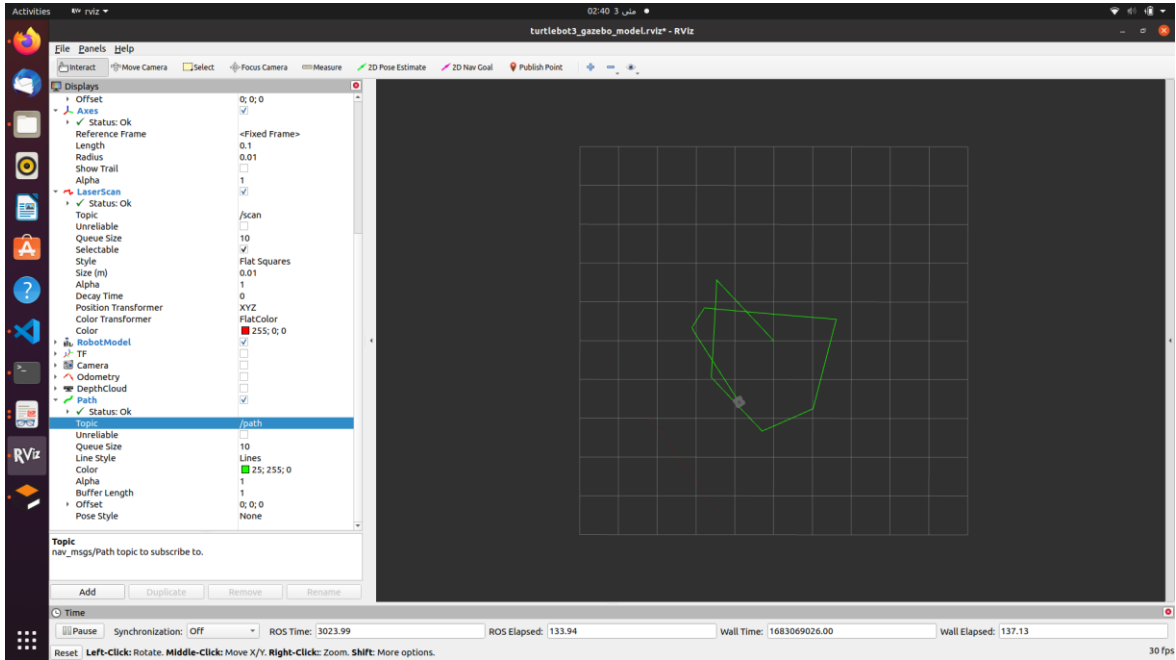 Activities RViz rviz
02:40 3 مئی
turtlebot3_gazebo_model.rviz* - RViz
File Panels Help
Interact Move Camera Select Focus Camera Measure 2D Pose Estimate 2D Nav Goal Publish Point
Displays
Offset 0; 0; 0
Axes
✓ Status: Ok
Reference Frame <Fixed Frame>
Length 0.1
Radius 0.01
Show Trail
Alpha 1
LaserScan
✓ Status: Ok
Topic /scan
Unreliable
Queue Size 10
Selectable ✓
Style Flat Squares
Size (m) 0.01
Alpha 1
Decay Time 0
Position Transformer XYZ
Color Transformer FlatColor
Color 255; 0; 0
RobotModel
TF
Camera
Odometry
DepthCloud
Path
✓ Status: Ok
Topic /path
Unreliable
Queue Size 10
Line Style Lines
Color 25; 255; 0
Alpha 1
Buffer Length 1
Offset 0; 0; 0
Pose Style None
Topic
nav_msgs/Path topic to subscribe to.
Add Duplicate Remove Rename
Time
Pause Synchronization: Off ROS Time: 3023.99 ROS Elapsed: 133.94 Wall Time: 1683069026.00 Wall Elapsed: 137.13
Reset Left-Click: Rotate. Middle-Click: Move X/Y. Right-Click:: Zoom. Shift: More options. 30 fps
RViz